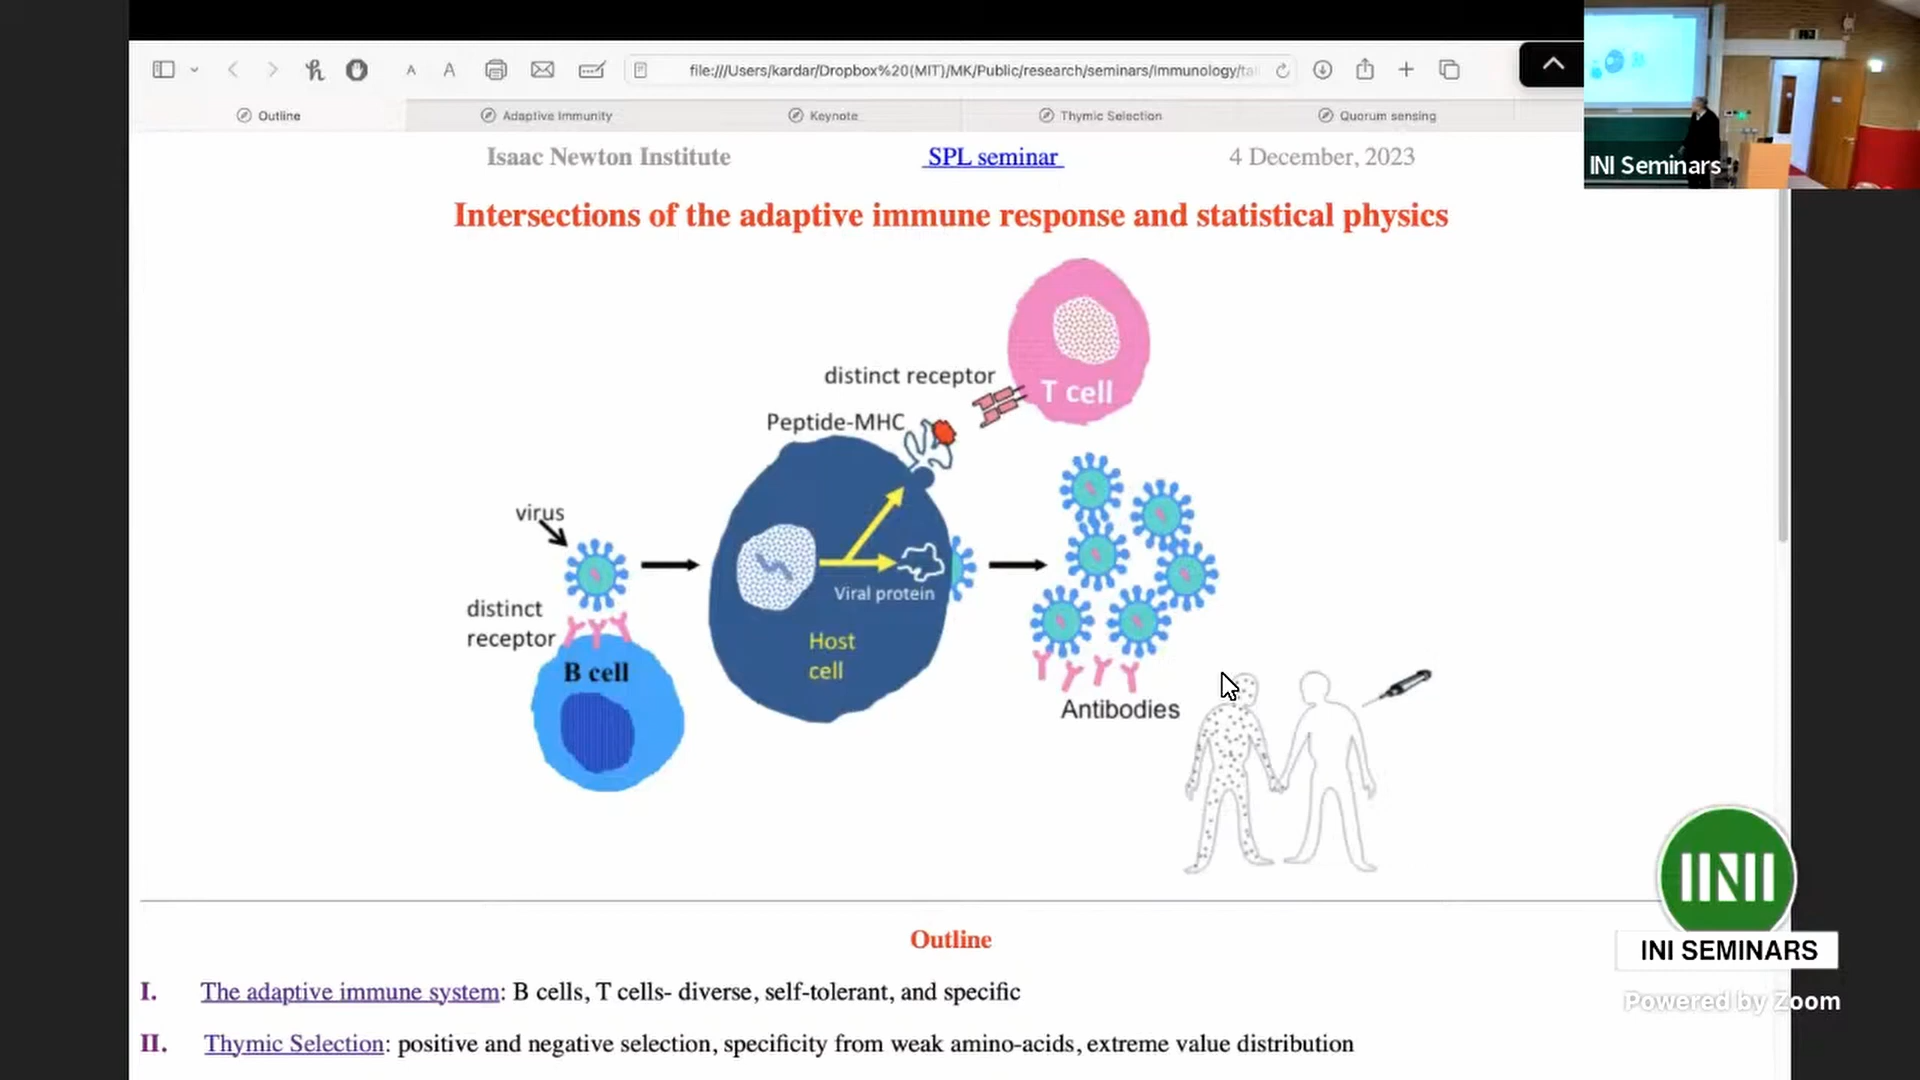 file:///Users/kardar/Dropbox%20(MIT)/MK/Public/research/seminars/Immunology/ta
Outline
Adaptive Immunity
Keynote
Thymic Selection
Quorum sensing
INI Seminars
Isaac Newton Institute
SPL seminar
4 December, 2023
Intersections of the adaptive immune response and statistical physics
distinct receptor
T cell
Peptide-MHC
virus
distinct
receptor
B cell
Viral protein
Host
cell
Antibodies
Outline
I. The adaptive immune system: B cells, T cells- diverse, self-tolerant, and specific
II. Thymic Selection: positive and negative selection, specificity from weak amino-acids, extreme value distribution
INI
INI SEMINARS
Powered by Zoom